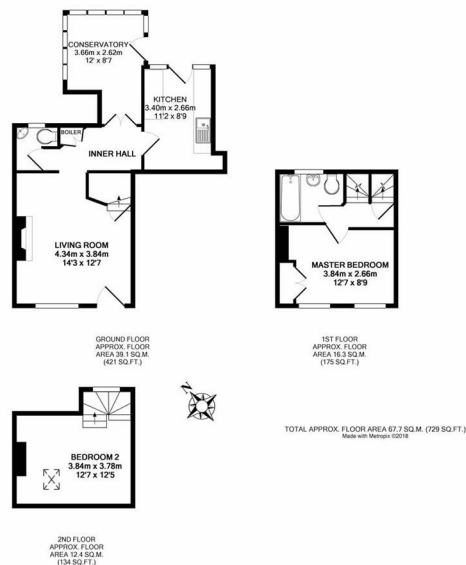 CONSERVATORY
3.66m x 2.62m
12' x 8'7
KITCHEN
3.40m x 2.66m
11'2 x 8'9
BOILER
INNER HALL
LIVING ROOM
4.34m x 3.84m
14'3 x 12'7
GROUND FLOOR
APPROX. FLOOR
AREA 39.1 SQ.M.
(421 SQ.FT.)
MASTER BEDROOM
3.84m x 2.66m
12'7 x 8'9
1ST FLOOR
APPROX. FLOOR
AREA 16.3 SQ.M.
(175 SQ.FT.)
N
TOTAL APPROX. FLOOR AREA 67.7 SQ.M. (729 SQ.FT.)
Made with Metropix ©2018
BEDROOM 2
3.84m x 3.78m
12'7 x 12'5
2ND FLOOR
APPROX. FLOOR
AREA 12.4 SQ.M.
(134 SQ.FT.)